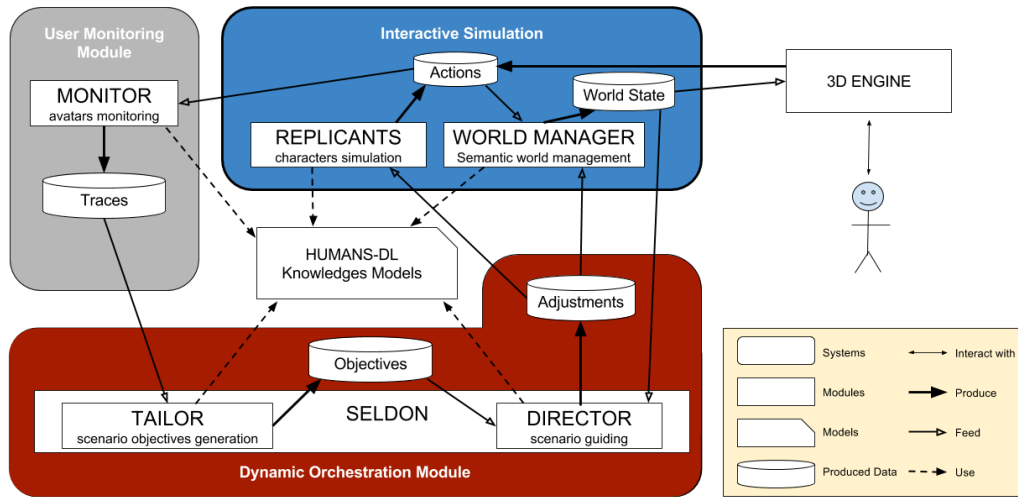 User Monitoring
Module
MONITOR
avatars monitoring
Traces
Interactive Simulation
Actions
World State
REPLICANTS
characters simulation
WORLD MANAGER
Semantic world management
3D ENGINE
HUMANS-DL
Knowledges Models
Adjustments
Objectives
TAILOR
scenario objectives generation
SELDON
DIRECTOR
scenario guiding
Dynamic Orchestration Module
Systems
Interact with
Modules
Produce
Models
Feed
Produced Data
Use